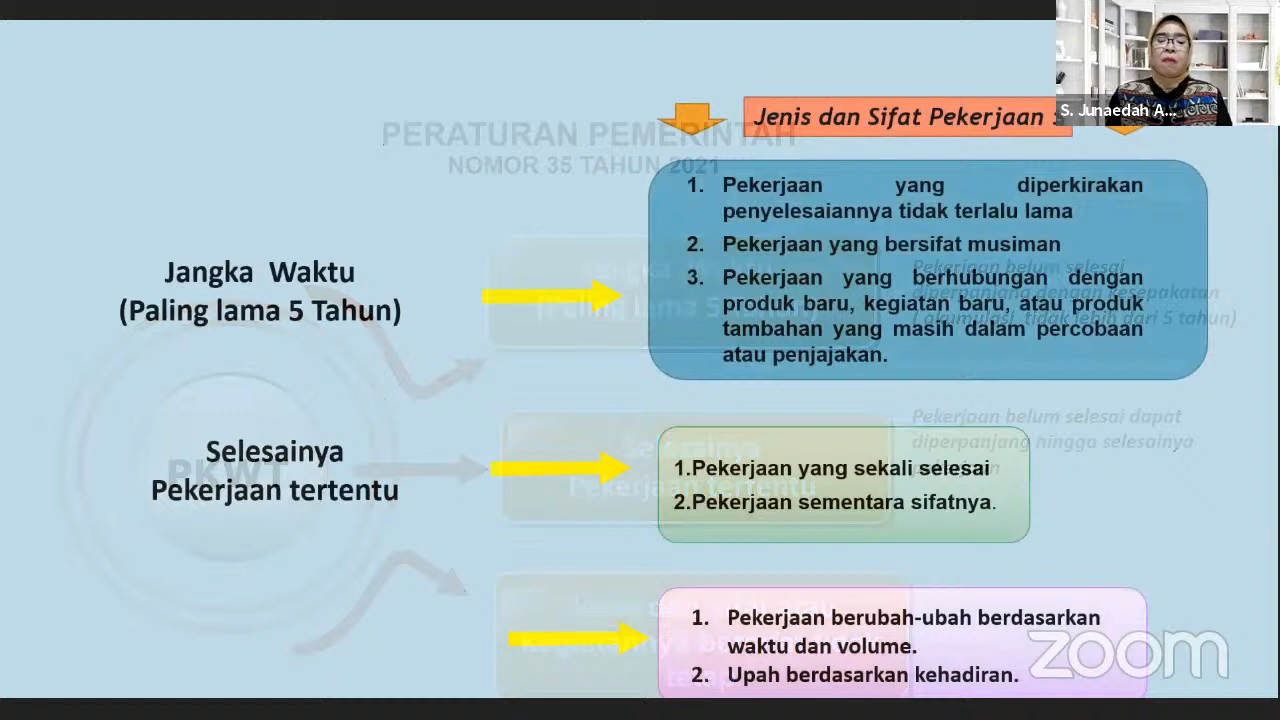 Jenis dan Sifat Pekerjaan :
S. Junaedah A...
PERATURAN PEMERINTAH
NOMOR 35 TAHUN 2021
Jangka Waktu
(Paling lama 5 Tahun)
1. Pekerjaan yang diperkirakan
penyelesaiannya tidak terlalu lama
2. Pekerjaan yang bersifat musiman
3. Pekerjaan yang berhubungan dengan
produk baru, kegiatan baru, atau produk
tambahan yang masih dalam percobaan
atau penjajakan.
Pekerjaan belum selesai
diperpanjang dengan kesepakatan
( akumulasi tidak lebih dari 5 tahun)
Selesainya
Pekerjaan tertentu
PKWT
Selesainya
Pekerjaan tertentu
1.Pekerjaan yang sekali selesai
2.Pekerjaan sementara sifatnya.
Pekerjaan belum selesai dapat
diperpanjang hingga selesainya
1. Pekerjaan berubah-ubah berdasarkan
waktu dan volume.
2. Upah berdasarkan kehadiran.
zoom